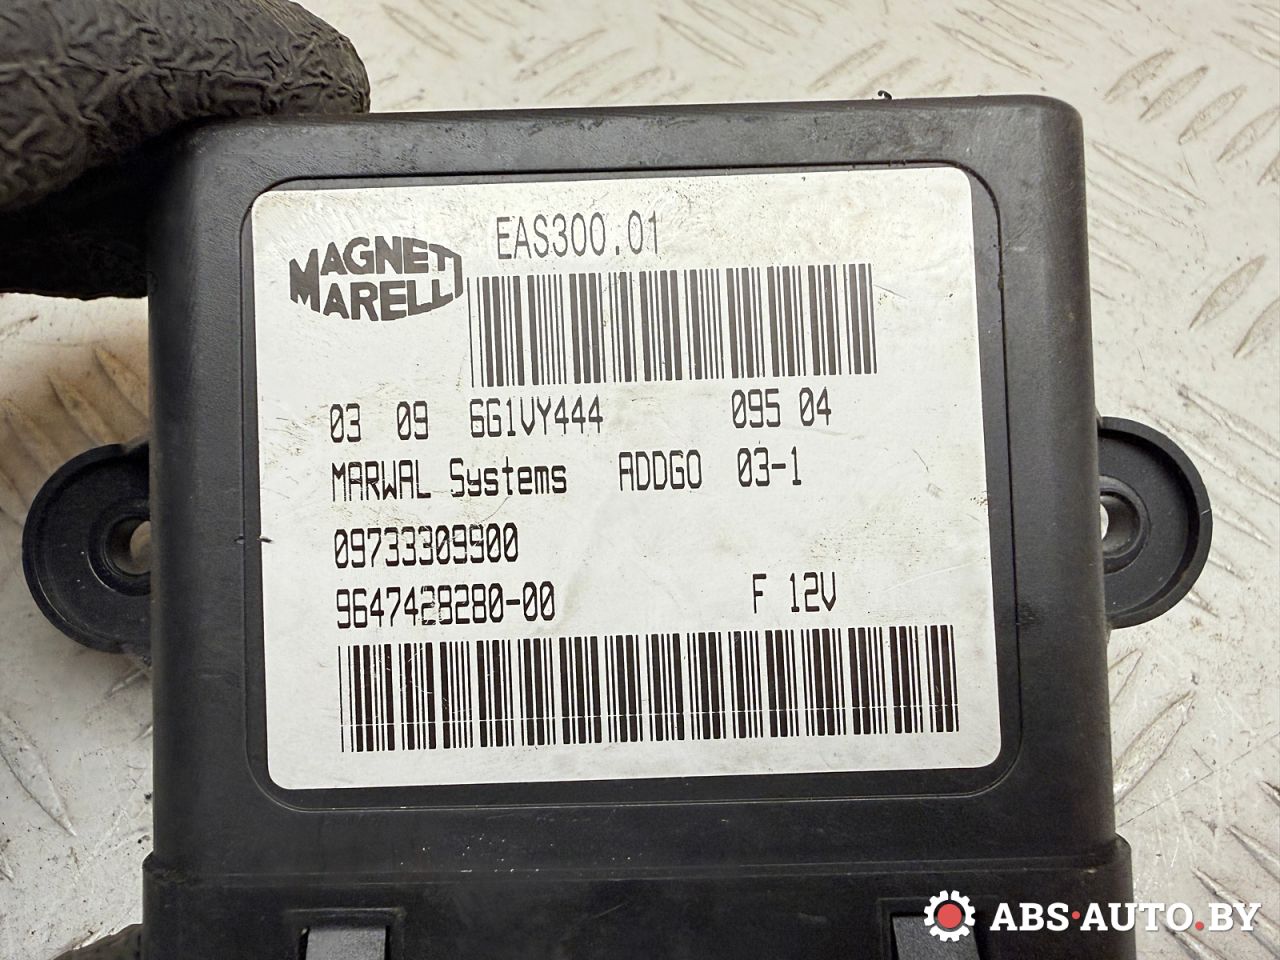 MAGNETI
MARELLI
EAS300.01
03 09 6G1VY444 095 04
MARWAL Systems ADDGO 03-1
09733309900
9647428280-00 F 12V
ABS·AUTO.BY